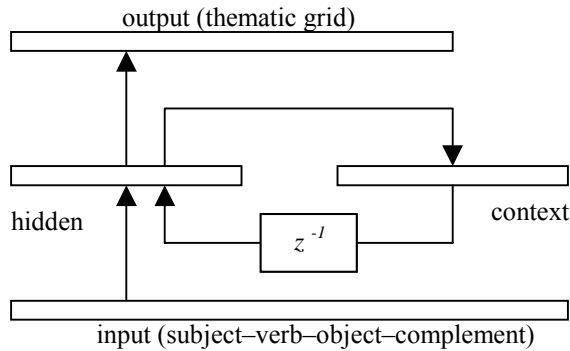 output (thematic grid)
hidden
context
z -1
input (subject–verb–object–complement)